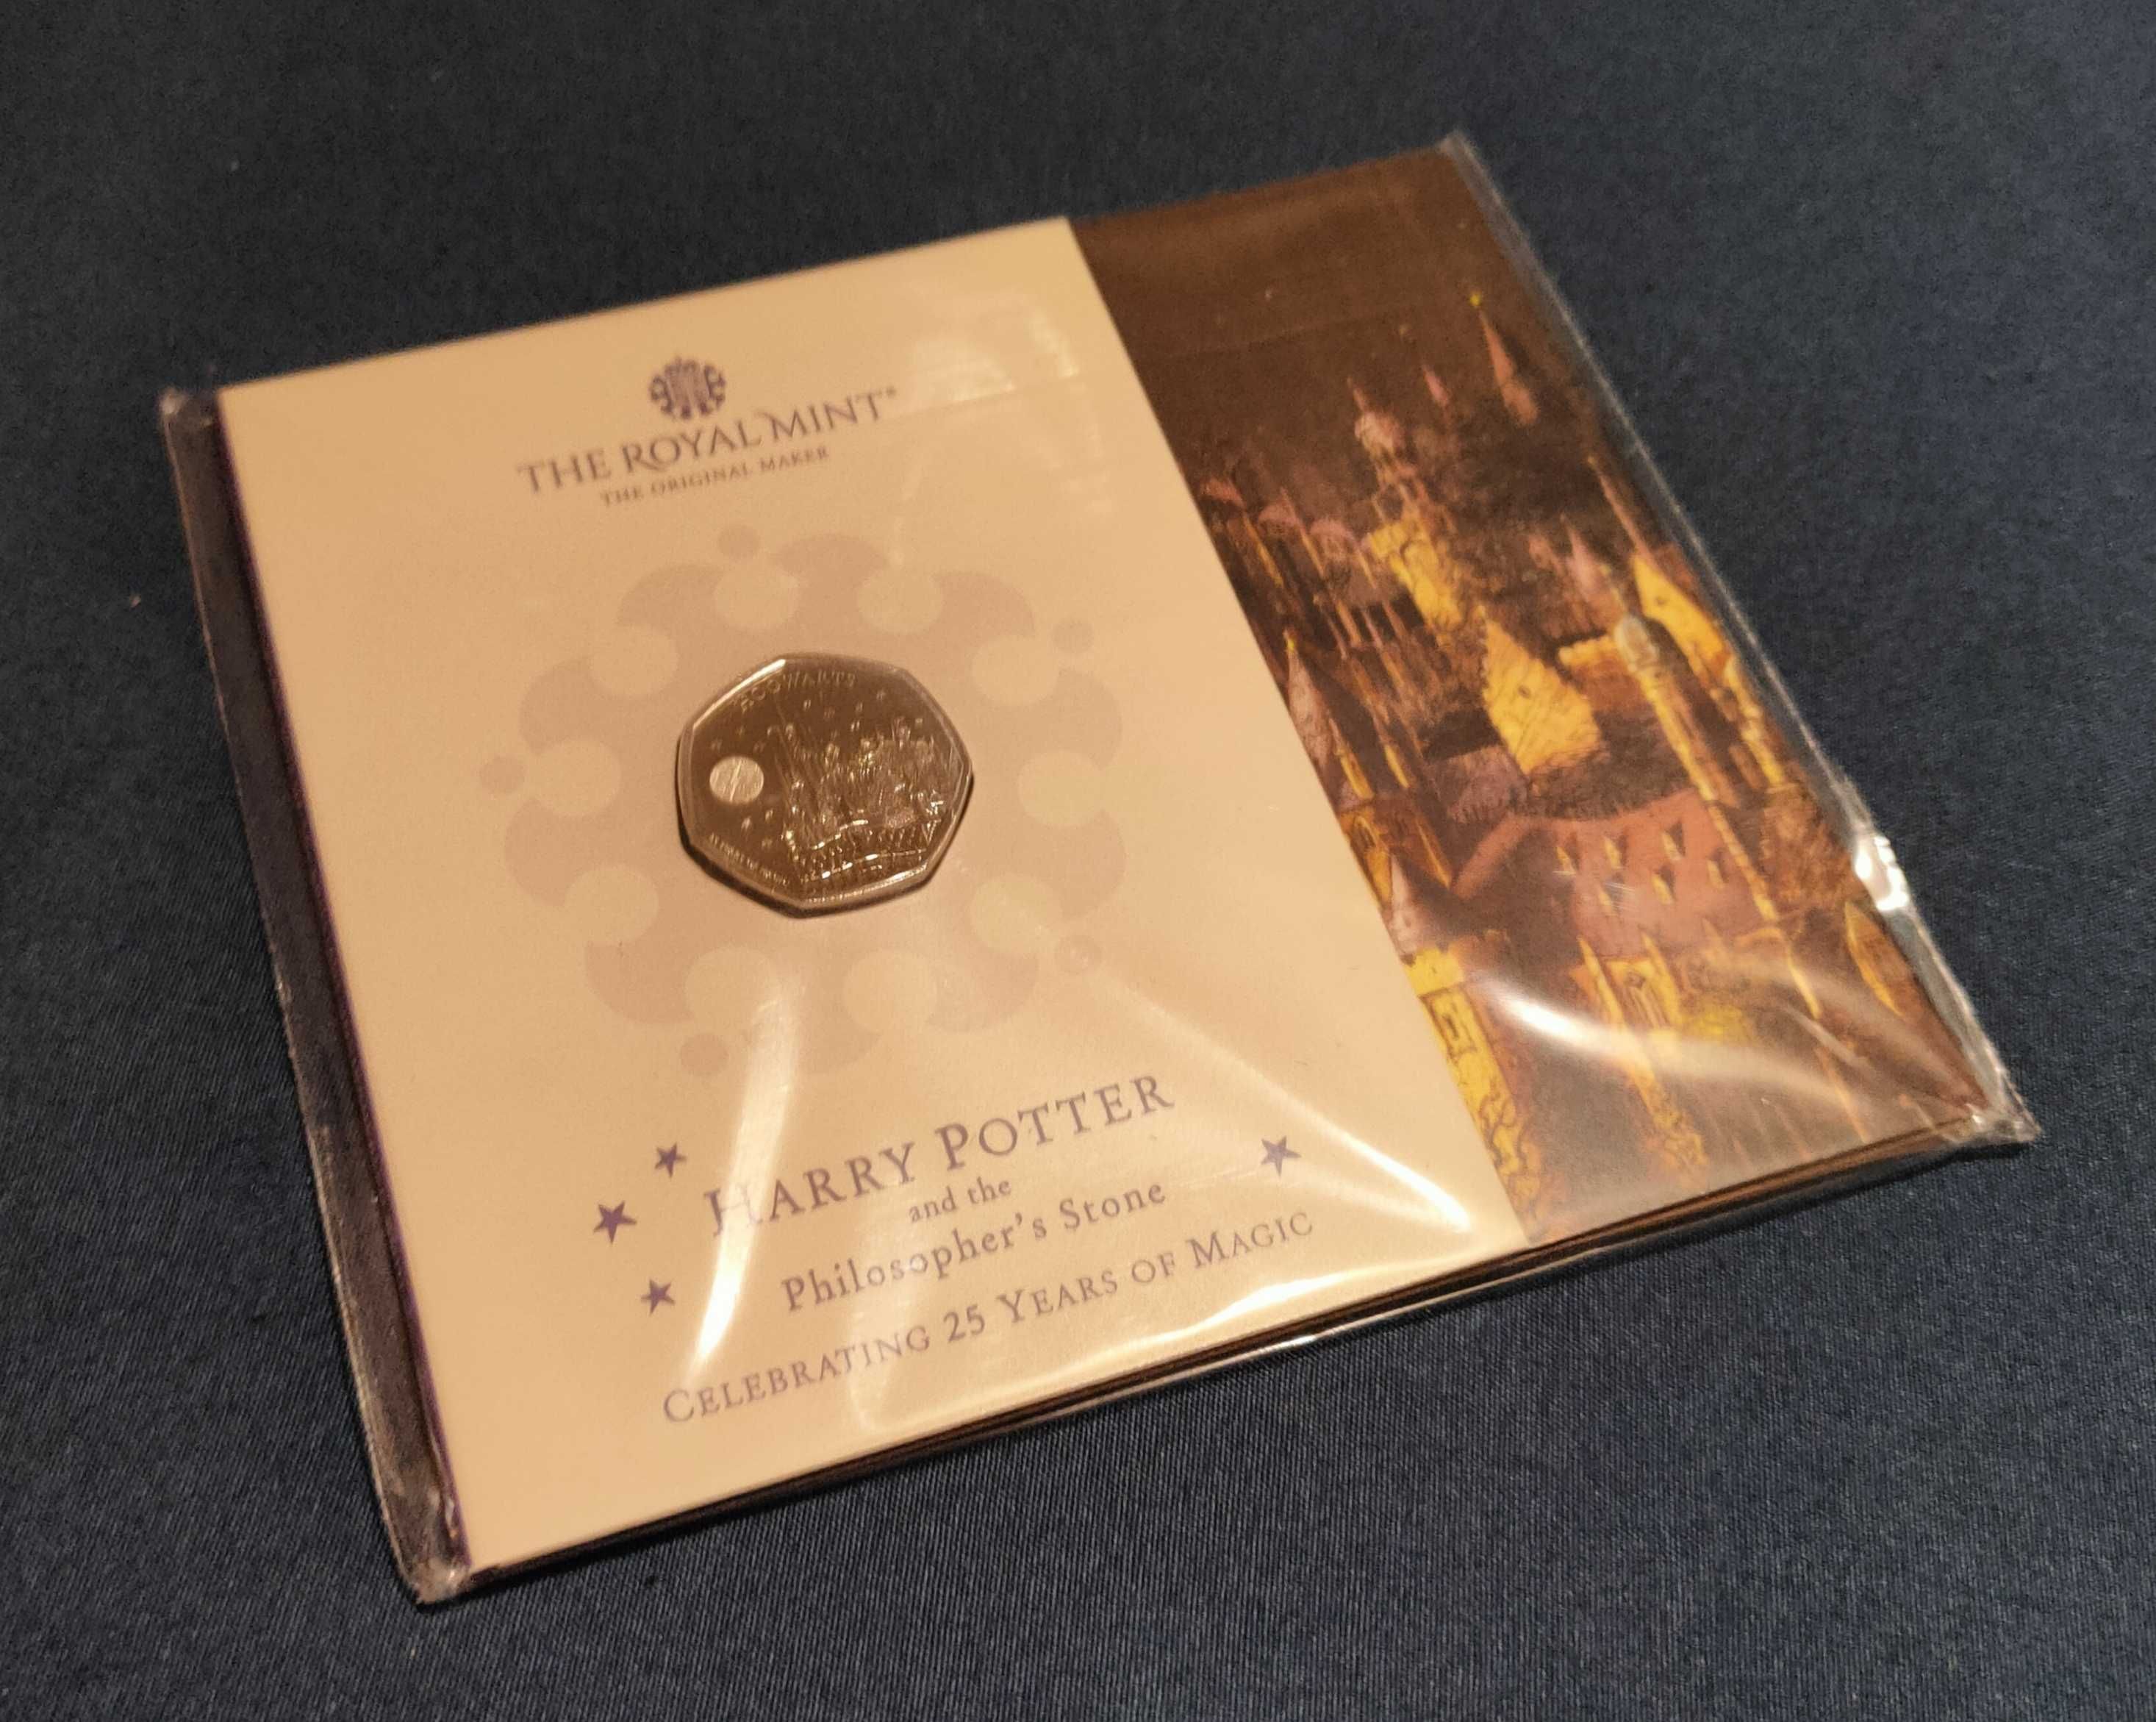 THE ROYAL MINT®
THE ORIGINAL MAKER
HOGWARTS
HARRY POTTER
and the
Philosopher's Stone
CELEBRATING 25 YEARS OF MAGIC